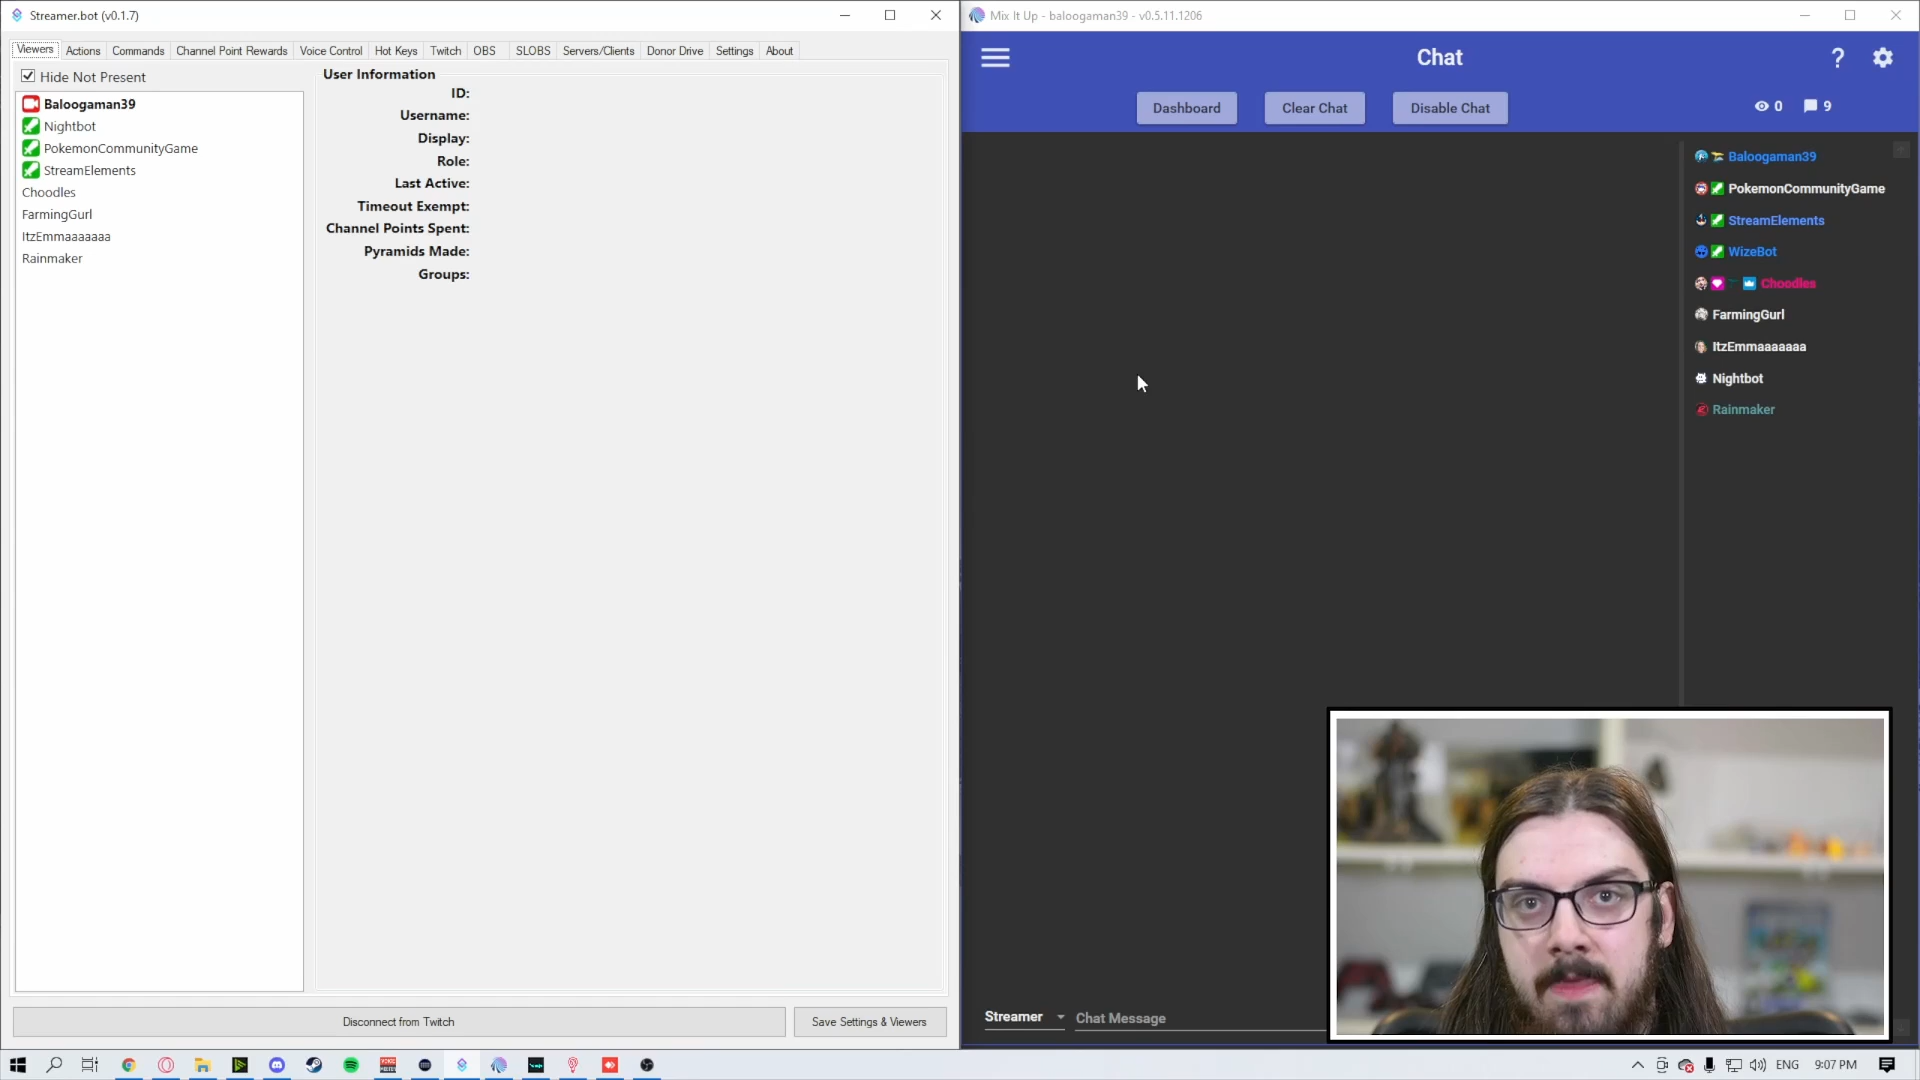 Streamer.bot (v0.1.7)
Viewers Actions Commands Channel Point Rewards Voice Control Hot Keys Twitch OBS SLOBS Servers/Clients Donor Drive Settings About
Hide Not Present
Baloogaman39
Nightbot
PokemonCommunityGame
StreamElements
Choodles
FarmingGurl
ItzEmmaaaaaaa
Rainmaker
User Information
ID:
Username:
Display:
Role:
Last Active:
Timeout Exempt:
Channel Points Spent:
Pyramids Made:
Groups:
Disconnect from Twitch
Save Settings & Viewers
Mix It Up - baloogaman39 - v0.5.11.1206
Chat
?
Dashboard Clear Chat Disable Chat
0 9
Baloogaman39
PokemonCommunityGame
StreamElements
WizeBot
Choodles
FarmingGurl
ItzEmmaaaaaaa
Nightbot
Rainmaker
Streamer
Chat Message
ENG 9:07 PM